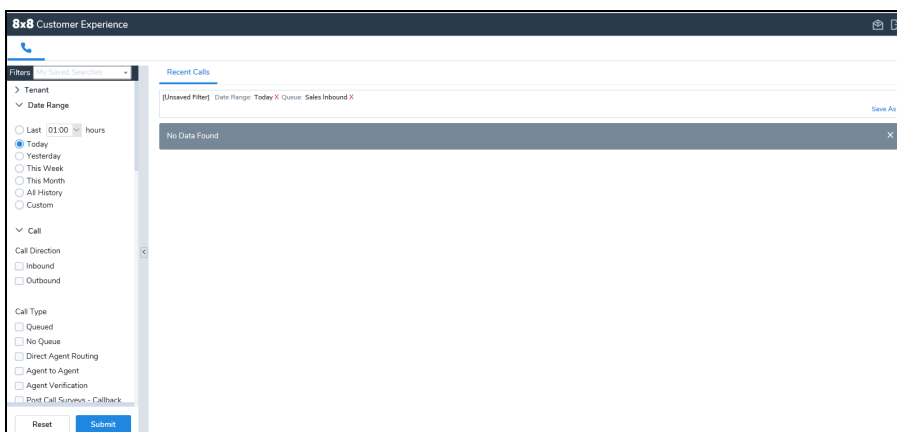 8x8 Customer Experience
Filters My Saved Searches
Tenant
Date Range
Last 01:00 hours
Today
Yesterday
This Week
This Month
All History
Custom
Call
Call Direction
Inbound
Outbound
Call Type
Queued
No Queue
Direct Agent Routing
Agent to Agent
Agent Verification
Post Call Surveys - Callback
Reset Submit
Recent Calls
[Unsaved Filter] Date Range: Today X Queue: Sales Inbound X
Save As
No Data Found